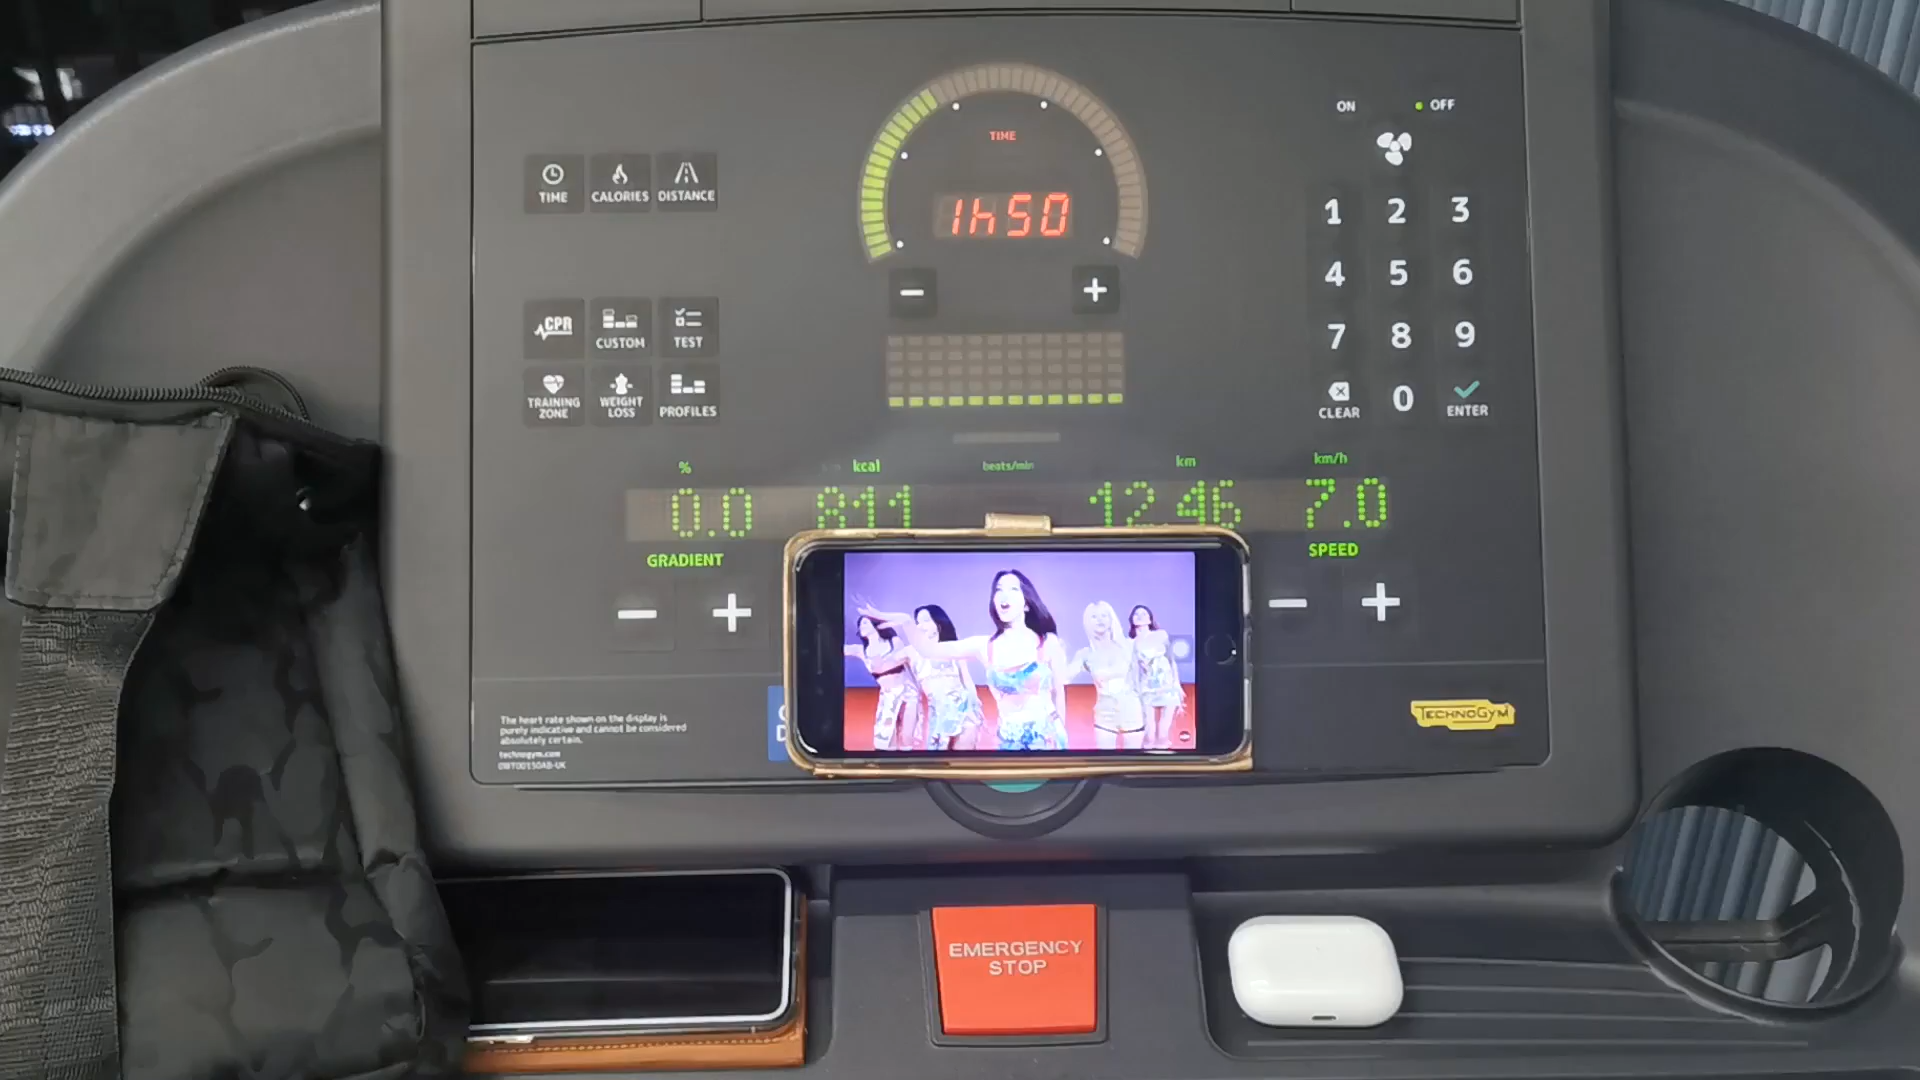 ON OFF
TIME
TIME CALORIES DISTANCE
1h50
1 2 3
4 5 6
CPR CUSTOM TEST
7 8 9
TRAINING ZONE WEIGHT LOSS PROFILES
CLEAR 0 ENTER
% kcal beats/min km km/h
0.0 811 12.46 7.0
GRADIENT SPEED
The heart rate shown on the display is
purely indicative and cannot be considered
absolutely certain.
technogym.com
TECHNOGYM
EMERGENCY
STOP